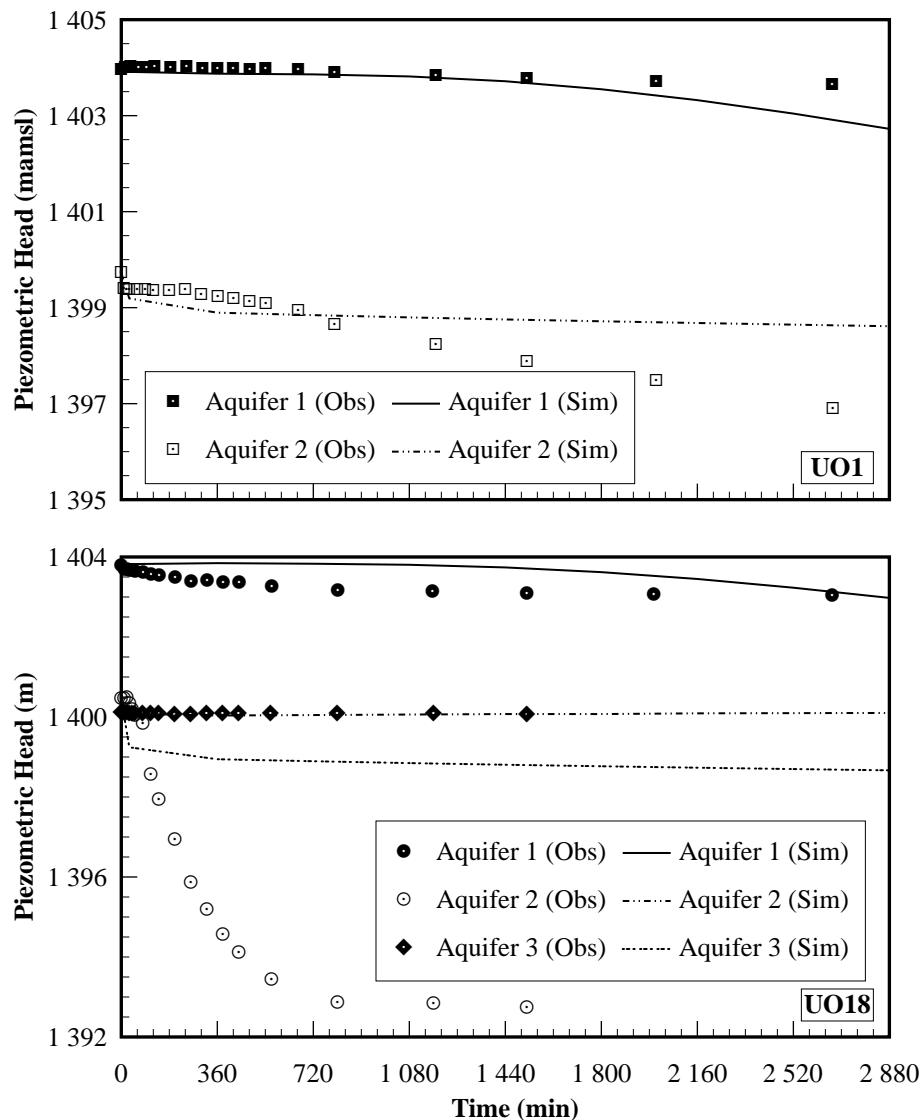 1 405
1 403
1 401
1 399
1 397
1 395
Piezometric Head (mamsl)
Aquifer 1 (Obs) Aquifer 1 (Sim)
Aquifer 2 (Obs) Aquifer 2 (Sim)
UO1
1 404
1 400
1 396
1 392
Piezometric Head (m)
Aquifer 1 (Obs) Aquifer 1 (Sim)
Aquifer 2 (Obs) Aquifer 2 (Sim)
Aquifer 3 (Obs) Aquifer 3 (Sim)
UO18
0 360 720 1 080 1 440 1 800 2 160 2 520 2 880
Time (min)